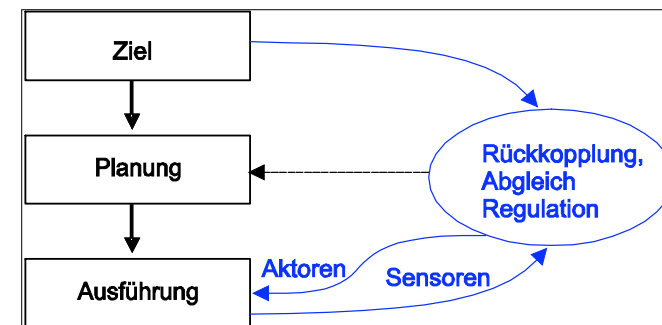 Ziel
Planung
Rückkopplung,
Abgleich
Regulation
Aktoren
Sensoren
Ausführung